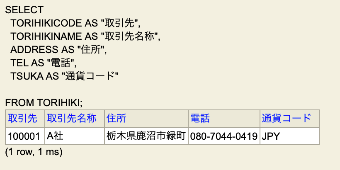 SELECT
TORIHIKICODE AS "取引先",
TORIHIKINAME AS "取引先名称",
ADDRESS AS "住所",
TEL AS "電話",
TSUKA AS "通貨コード"
FROM TORIHIKI;
取引先 取引先名称 住所 電話 通貨コード
100001 A社 栃木県鹿沼市緑町 080-7044-0419 JPY
(1 row, 1 ms)